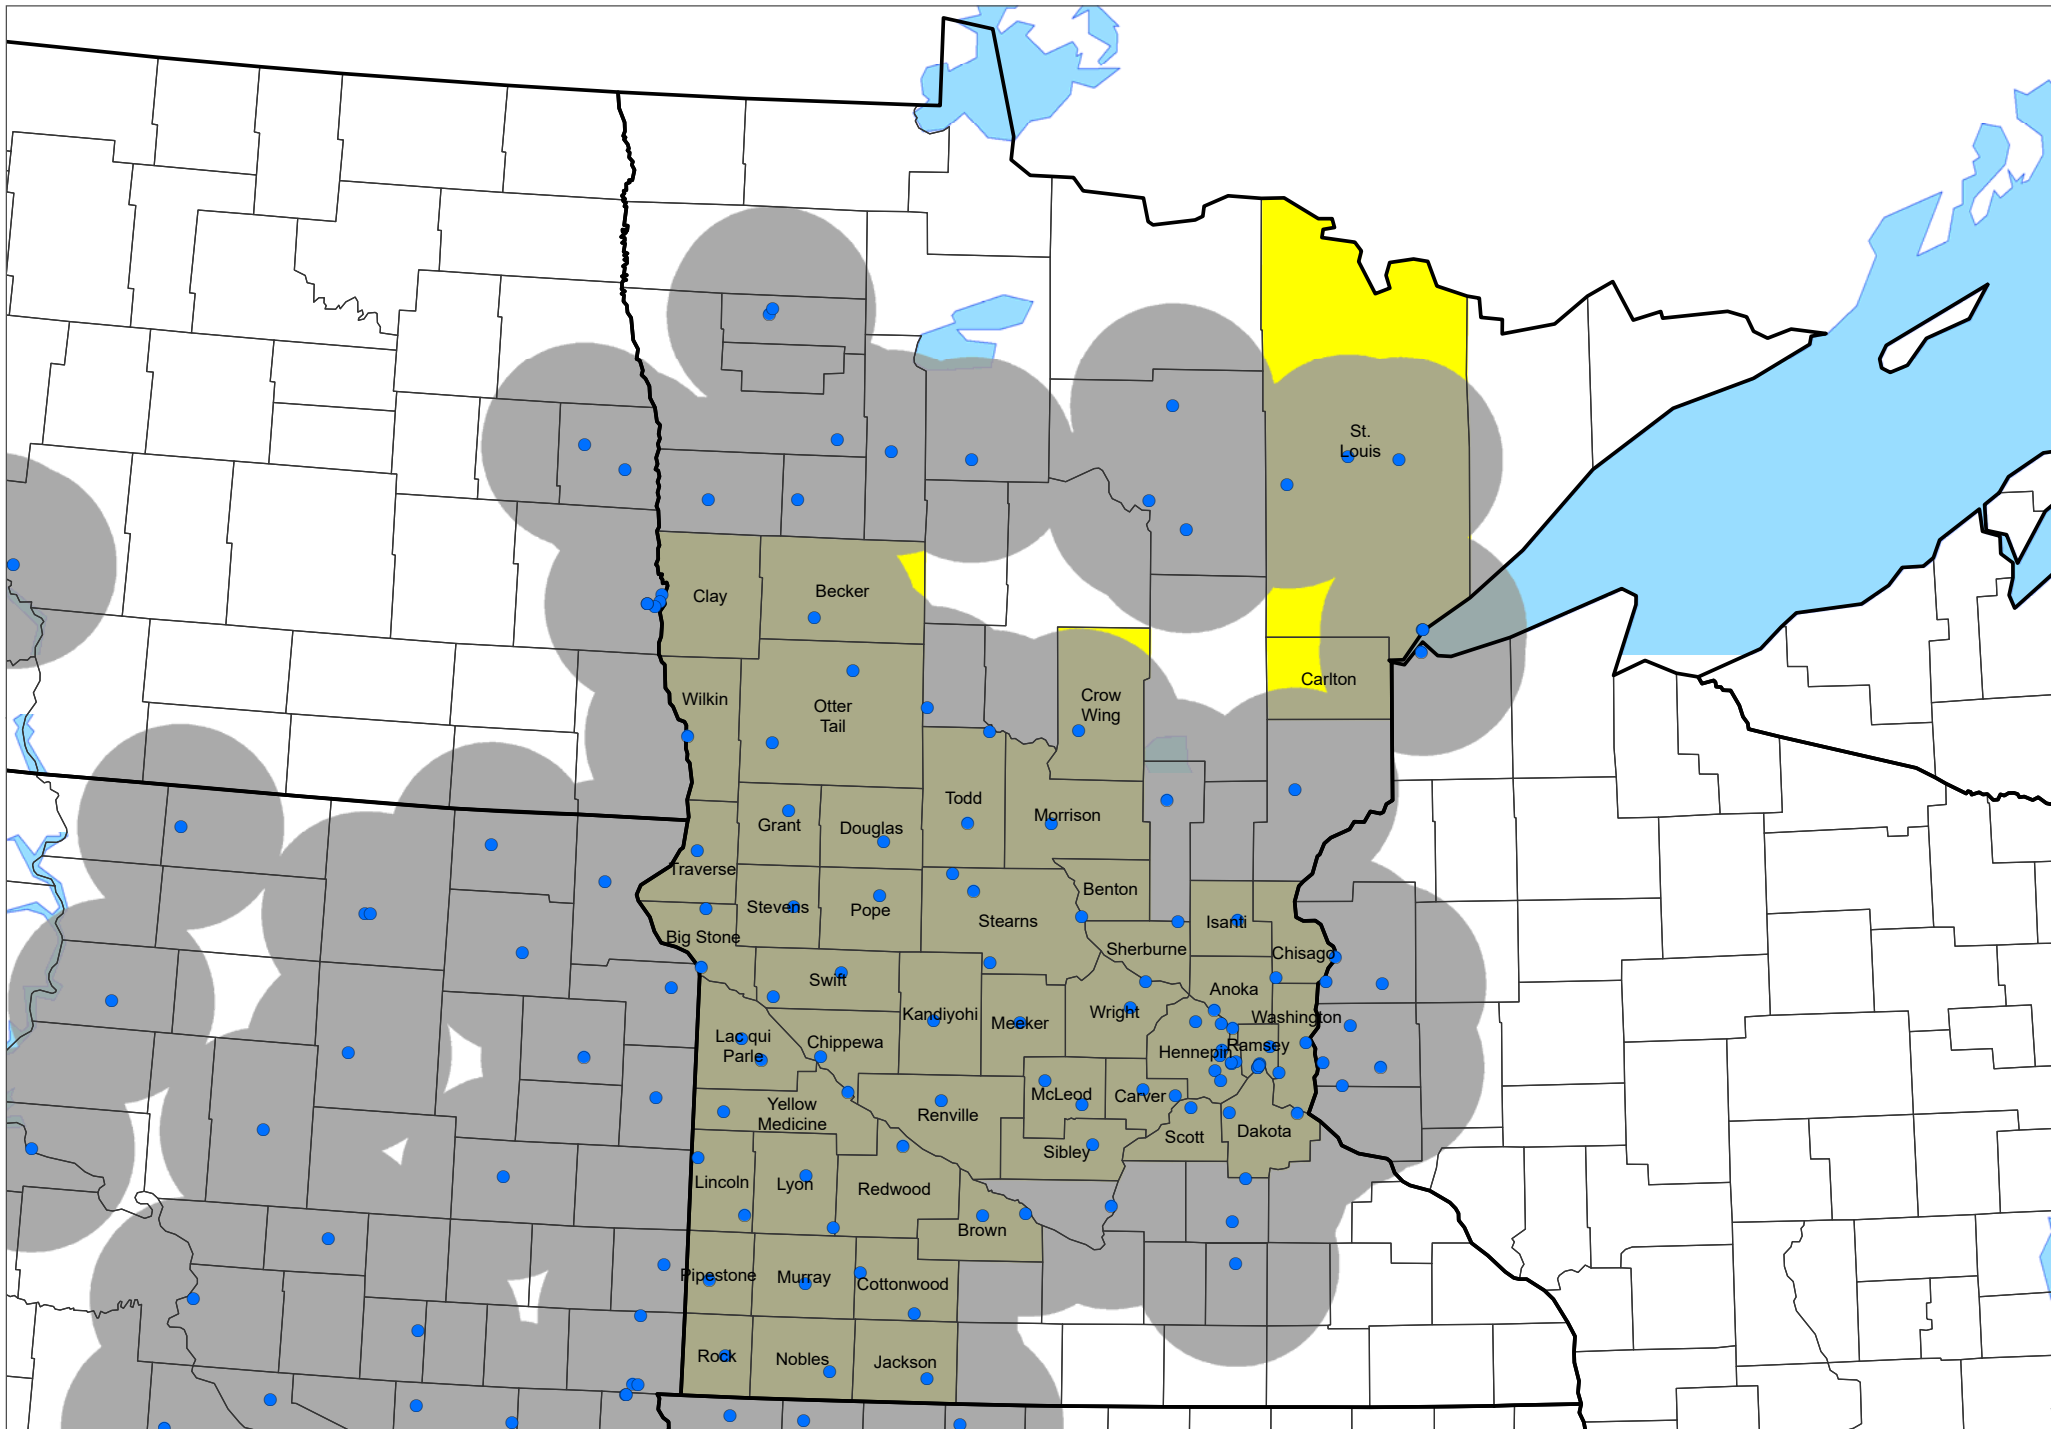 St.
Louis
Clay
Becker
Carlton
Wilkin
Otter
Tail
Crow
Wing
Todd
Morrison
Grant
Douglas
Traverse
Benton
Stevens
Pope
Stearns
Isanti
Big Stone
Sherburne
Chisago
Swift
Anoka
Kandiyohi
Meeker
Wright
Washington
Lac qui
Parle
Chippewa
Hennepin
Ramsey
McLeod
Carver
Yellow
Medicine
Renville
Scott
Dakota
Sibley
Lincoln
Lyon
Redwood
Brown
Pipestone
Murray
Cottonwood
Rock
Nobles
Jackson